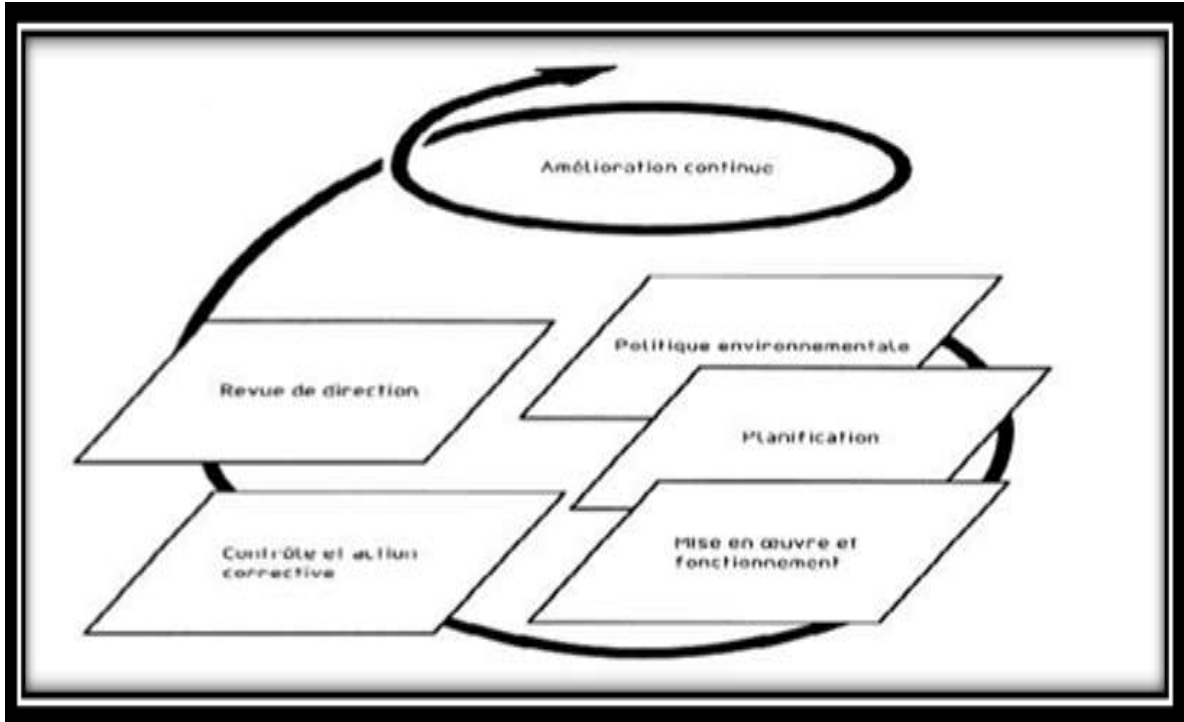 Amélioration continue
Politique environnementale
Planification
Mise en œuvre et
fonctionnement
Contrôle et action
corrective
Revue de direction